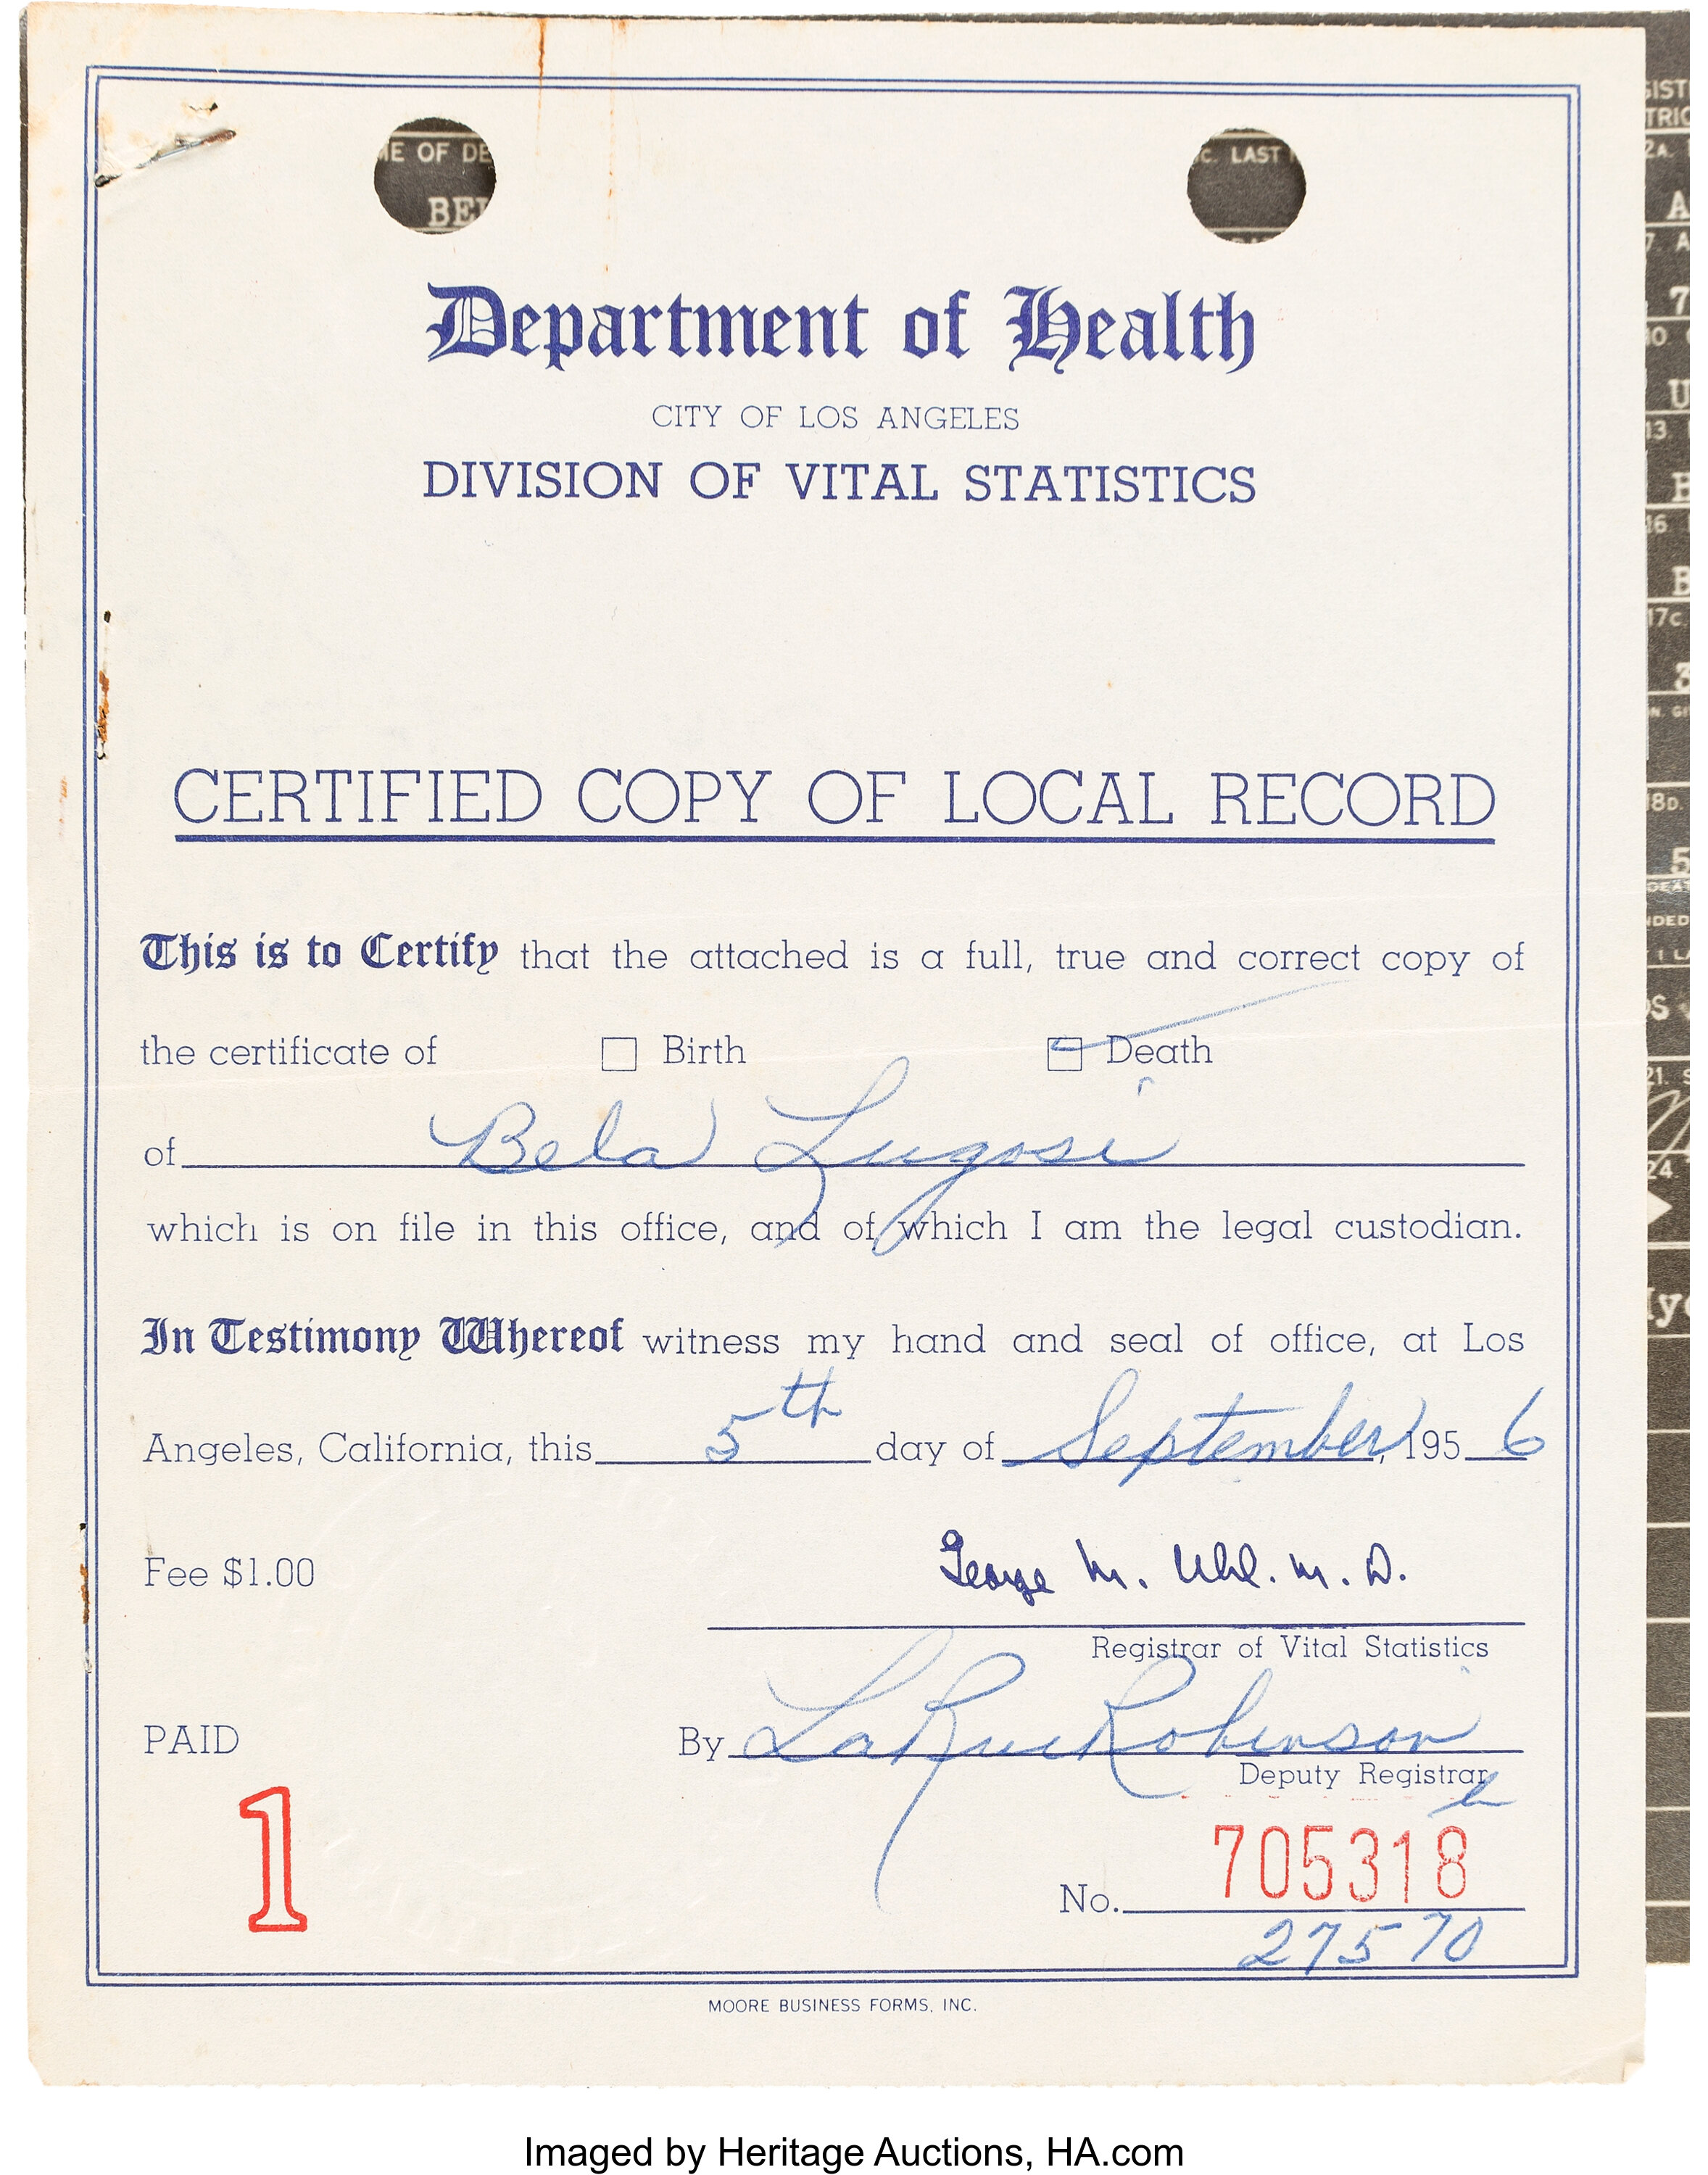 ME OF DE
BEL
C. LAST
Department of Health
CITY OF LOS ANGELES
DIVISION OF VITAL STATISTICS
CERTIFIED COPY OF LOCAL RECORD
This is to Certify that the attached is a full, true and correct copy of
the certificate of ☐ Birth ☑ Death
of Bela Lugosi
which is on file in this office, and of which I am the legal custodian.
In Testimony Whereof witness my hand and seal of office, at Los
Angeles, California, this 5th day of September, 1956
Fee $1.00
George M. Uhl. M. D.
Registrar of Vital Statistics
PAID
By LaRue Robinson
Deputy Registrar
1
705318
No.
27570
MOORE BUSINESS FORMS, INC.
Imaged by Heritage Auctions, HA.com